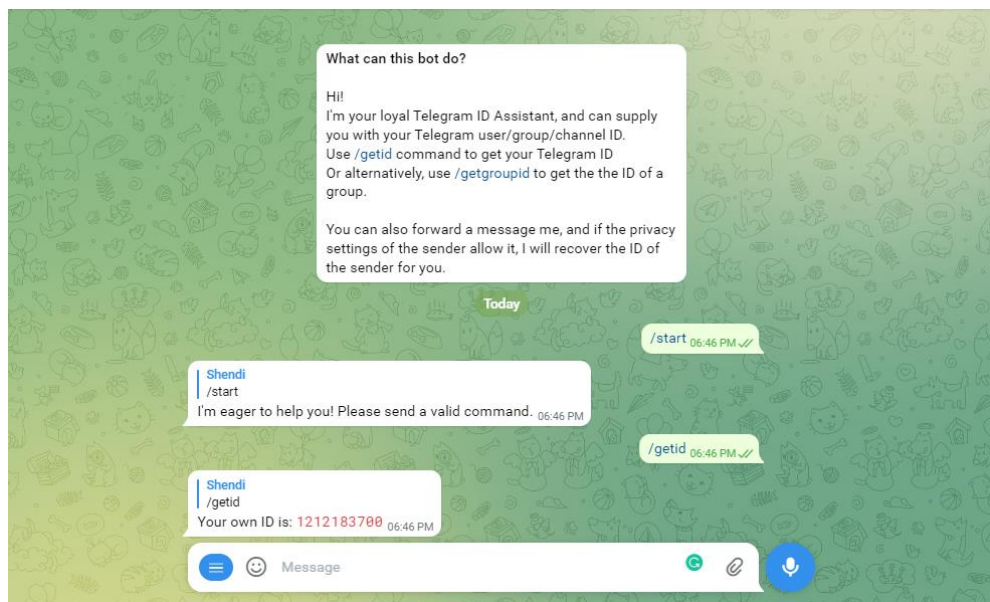 What can this bot do?
Hi!
I'm your loyal Telegram ID Assistant, and can supply
you with your Telegram user/group/channel ID.
Use /getid command to get your Telegram ID
Or alternatively, use /getgroupid to get the the ID of a
group.
You can also forward a message me, and if the privacy
settings of the sender allow it, I will recover the ID of
the sender for you.
Today
/start 06:46 PM
Shendi
/start
I'm eager to help you! Please send a valid command. 06:46 PM
/getid 06:46 PM
Shendi
/getid
Your own ID is: 1212183700 06:46 PM
Message